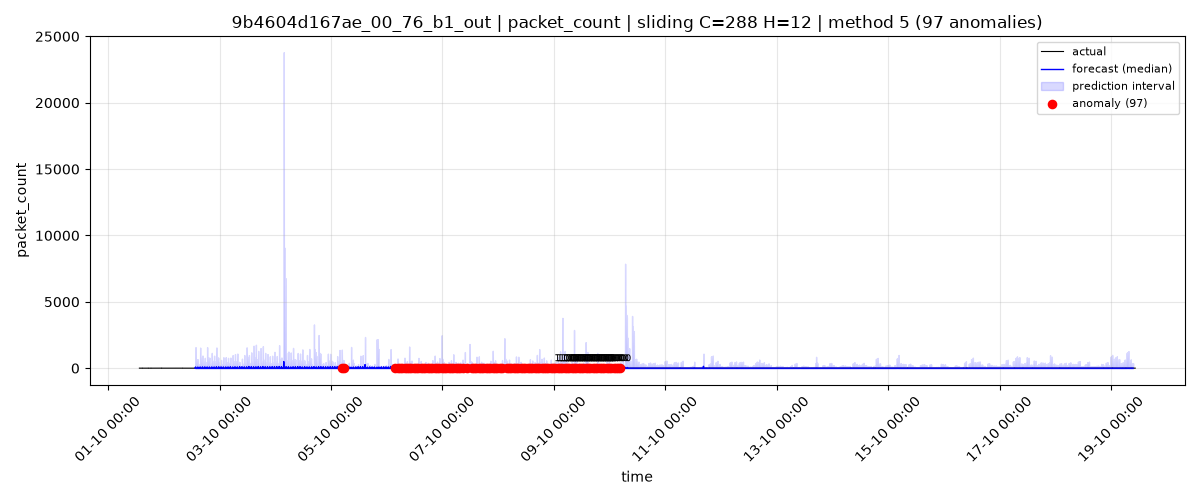 9b4604d167ae_00_76_b1_out | packet_count | sliding C=288 H=12 | method 5 (97 anomalies)
25000
20000
15000
10000
5000
0
packet_count
actual
forecast (median)
prediction interval
anomaly (97)
01-10 00:00
03-10 00:00
05-10 00:00
07-10 00:00
09-10 00:00
11-10 00:00
13-10 00:00
15-10 00:00
17-10 00:00
19-10 00:00
time